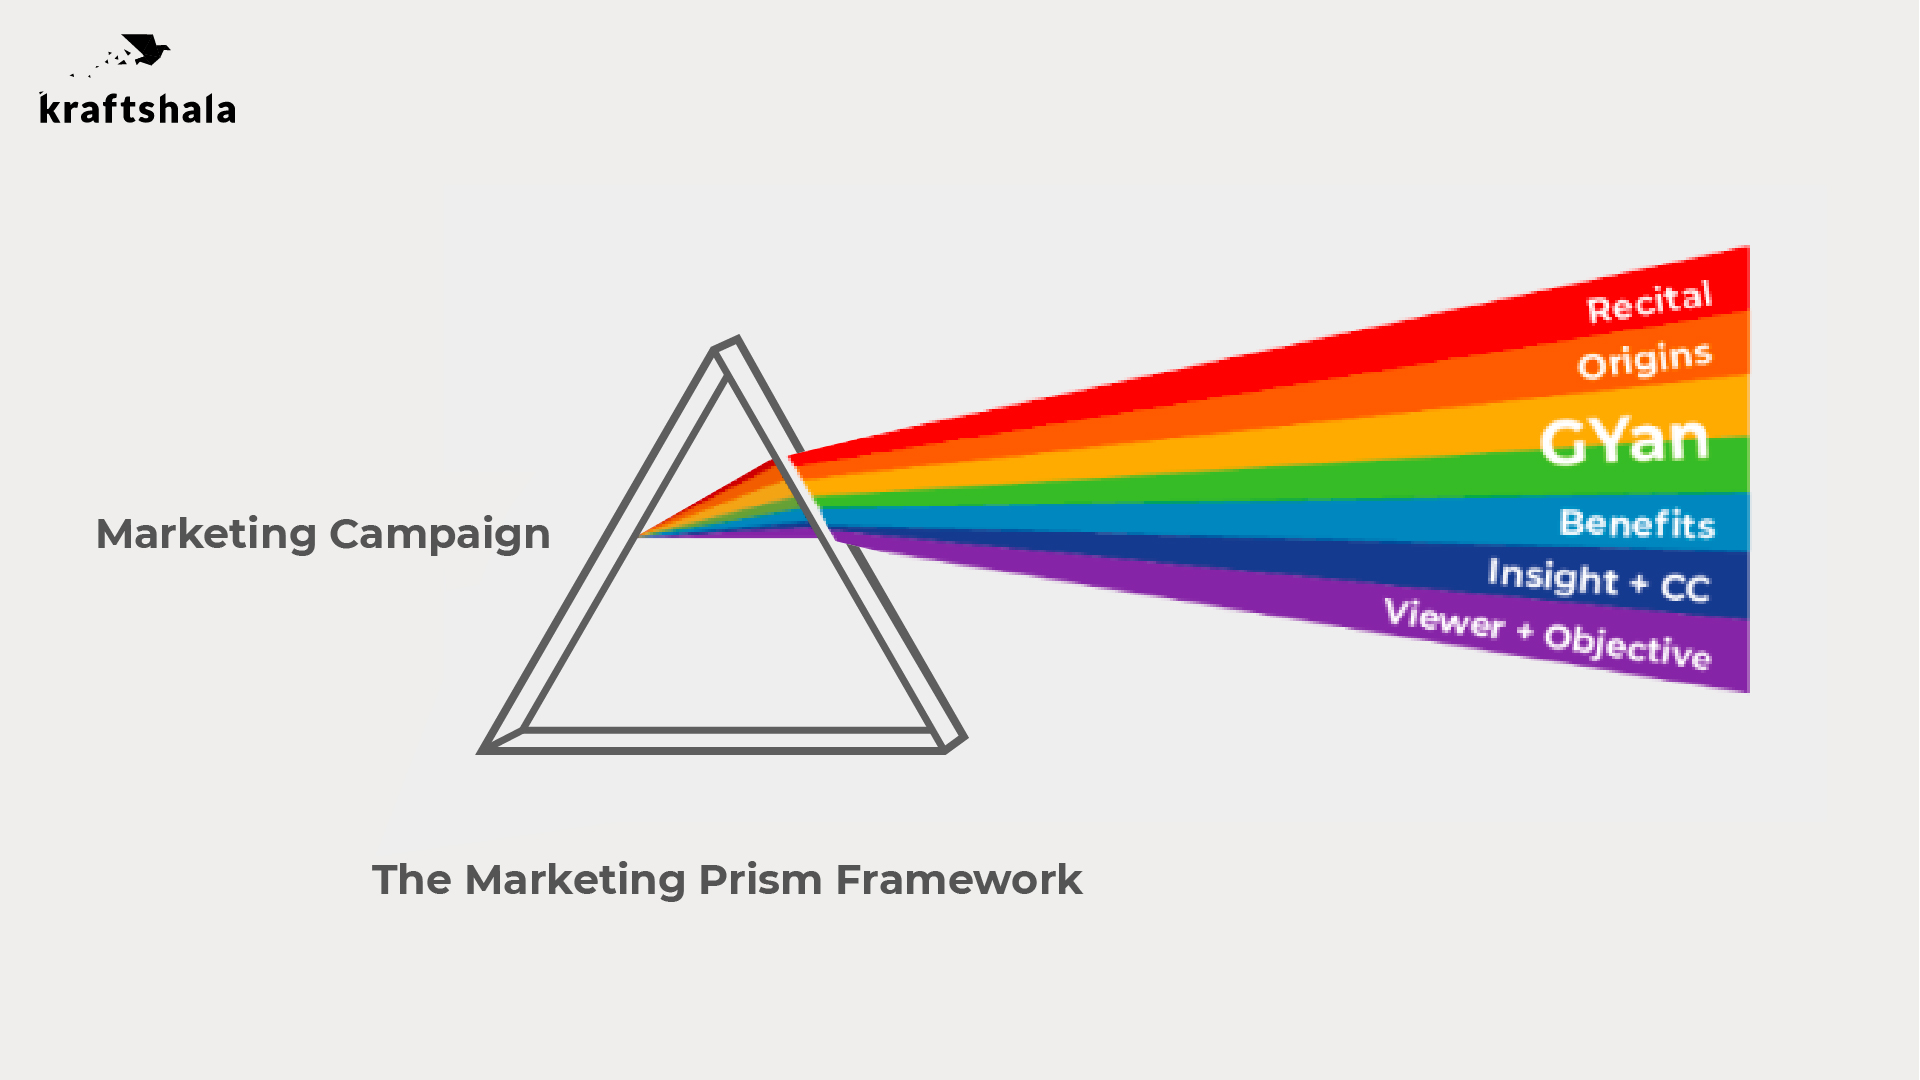 kraftshala
Recital
Origins
GYan
Benefits
Insight + CC
Viewer + Objective
Marketing Campaign
The Marketing Prism Framework